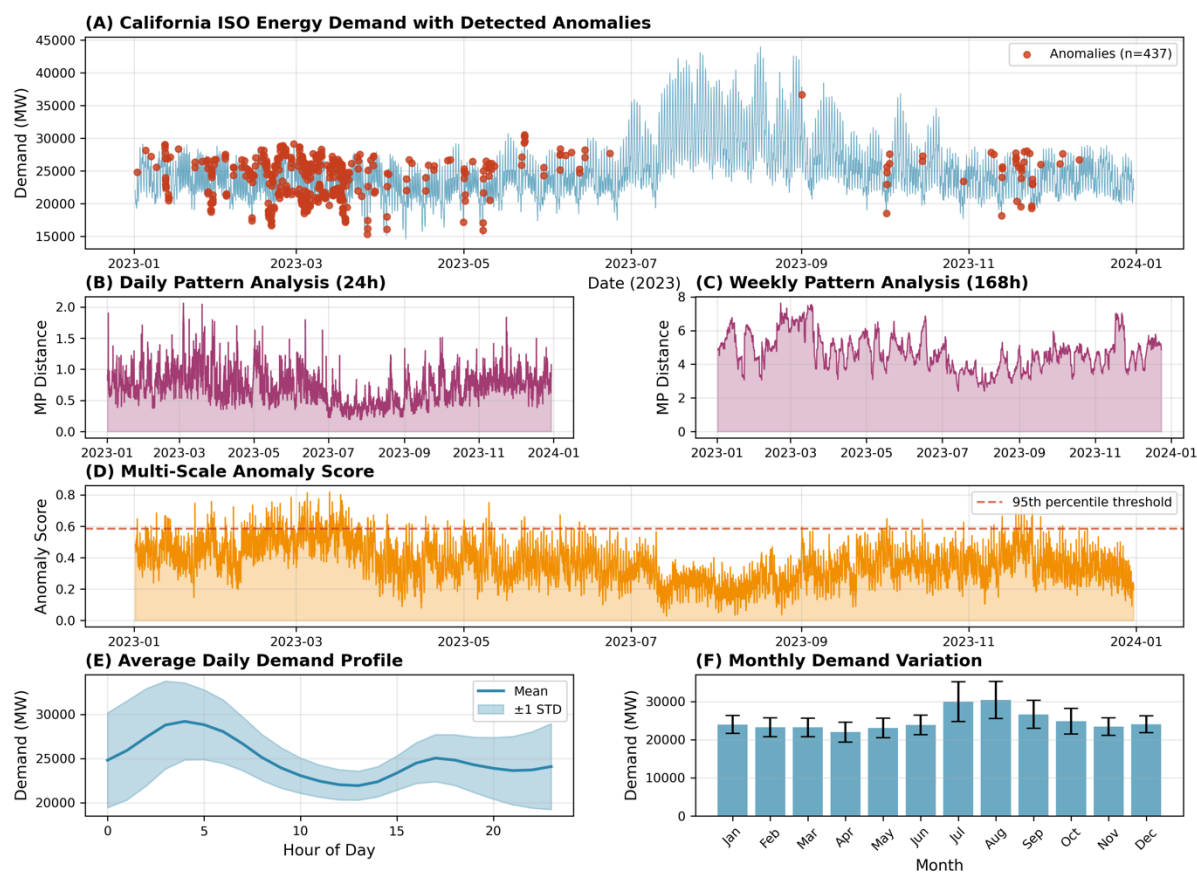 (A) California ISO Energy Demand with Detected Anomalies
45000
40000
35000
30000
25000
20000
15000
Demand (MW)
Anomalies (n=437)
2023-01 2023-03 2023-05 2023-07 2023-09 2023-11 2024-01
Date (2023)
(B) Daily Pattern Analysis (24h)
2.0
1.5
1.0
0.5
0.0
MP Distance
2023-01 2023-03 2023-05 2023-07 2023-09 2023-11 2024-01
(C) Weekly Pattern Analysis (168h)
8
6
4
2
0
MP Distance
2023-01 2023-03 2023-05 2023-07 2023-09 2023-11 2024-01
(D) Multi-Scale Anomaly Score
0.8
0.6
0.4
0.2
0.0
Anomaly Score
95th percentile threshold
2023-01 2023-03 2023-05 2023-07 2023-09 2023-11 2024-01
(E) Average Daily Demand Profile
30000
25000
20000
Demand (MW)
Mean
±1 STD
0 5 10 15 20
Hour of Day
(F) Monthly Demand Variation
30000
20000
10000
0
Demand (MW)
Jan Feb Mar Apr May Jun Jul Aug Sep Oct Nov Dec
Month